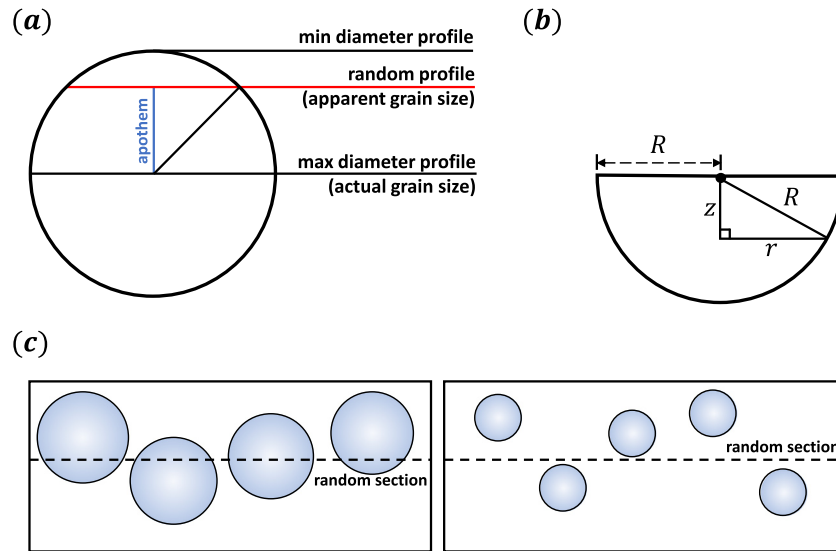 (a)
min diameter profile
random profile
(apparent grain size)
apothem
max diameter profile
(actual grain size)
(b)
R
R
z
r
(c)
random section
random section